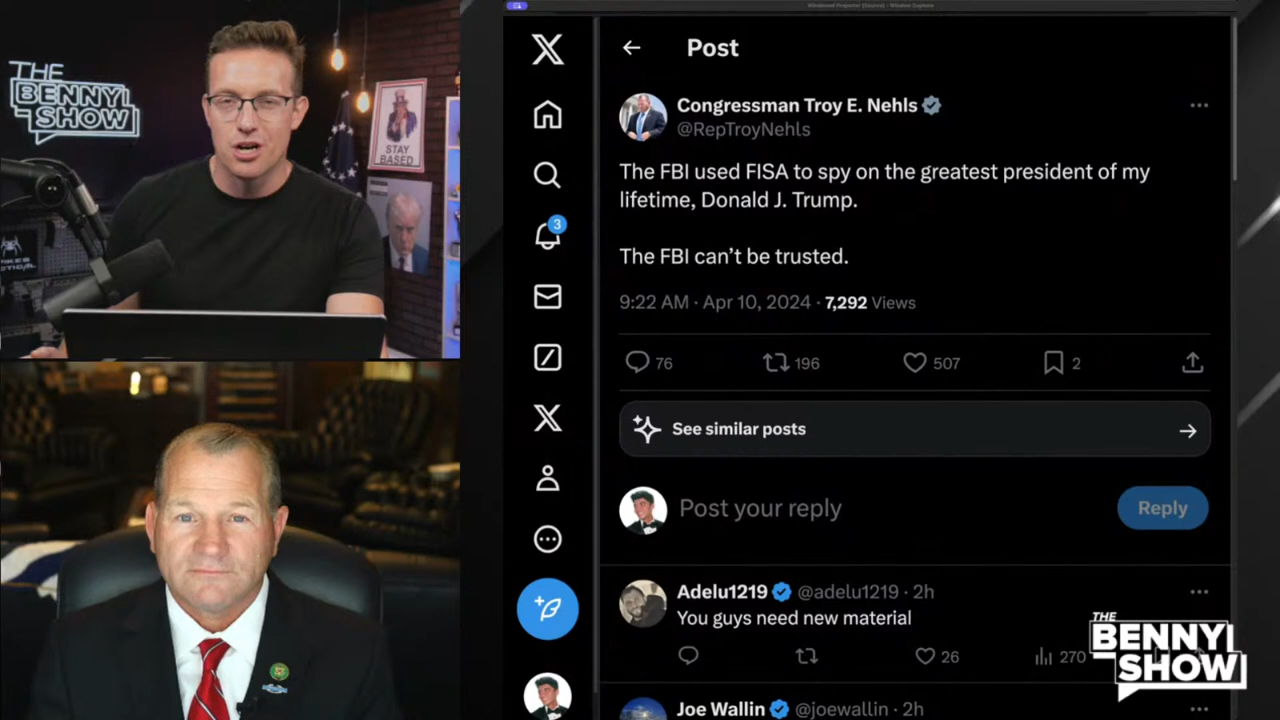 THE
BENNY
SHOW
STAY
BASED
Post
Congressman Troy E. Nehls
@RepTroyNehls
The FBI used FISA to spy on the greatest president of my
lifetime, Donald J. Trump.
The FBI can’t be trusted.
9:22 AM · Apr 10, 2024 · 7,292 Views
76
196
507
2
3
See similar posts
Post your reply
Reply
Adelu1219 @adelu1219 · 2h
You guys need new material
26
270
Joe Wallin @joewallin · 2h
THE
BENNY
SHOW